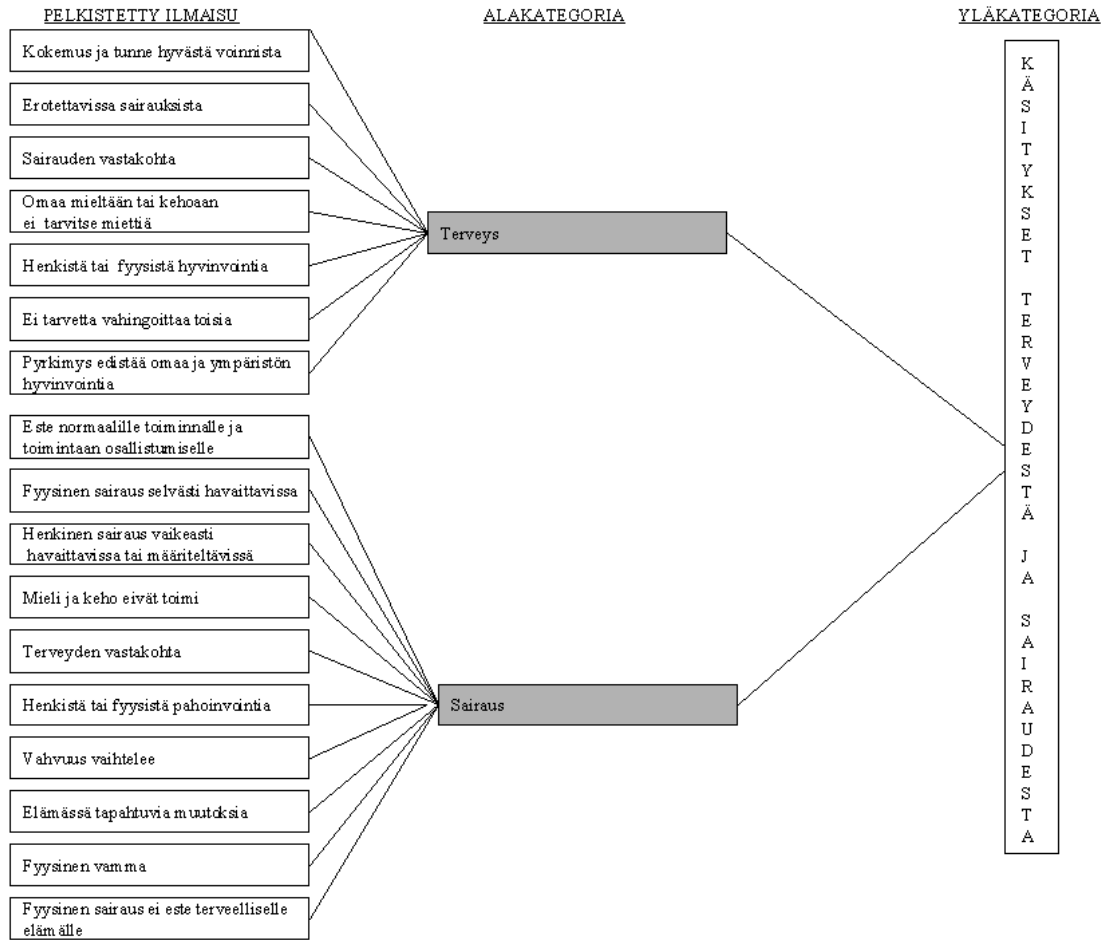 PELKISTETTY ILMAISU
ALAKATEGORIA
YLÄKATEGORIA
Kokemus ja tunne hyvästä voinnista
Erotettavissa sairauksista
Sairauden vastakohta
Omaa mieltään tai kehoaan
ei tarvitse miettiä
Henkistä tai fyysistä hyvinvointia
Ei tarvetta vahingoittaa toisia
Pyrkimys edistää omaa ja ympäristön
hyvinvointia
Terveys
Este normaalille toiminnalle ja
toimintaan osallistumiselle
Fyysinen sairaus selvästi havaittavissa
Henkinen sairaus vaikeasti
havaittavissa tai määriteltävissä
Mieli ja keho eivät toimi
Terveyden vastakohta
Henkistä tai fyysistä pahoinvointia
Vahvuus vaihtelee
Elämässä tapahtuvia muutoksia
Fyysinen vamma
Fyysinen sairaus ei este terveelliselle
elämälle
Sairaus
KÄSITYKSET TERVEYDESTÄ JA SAIRAUDESTA